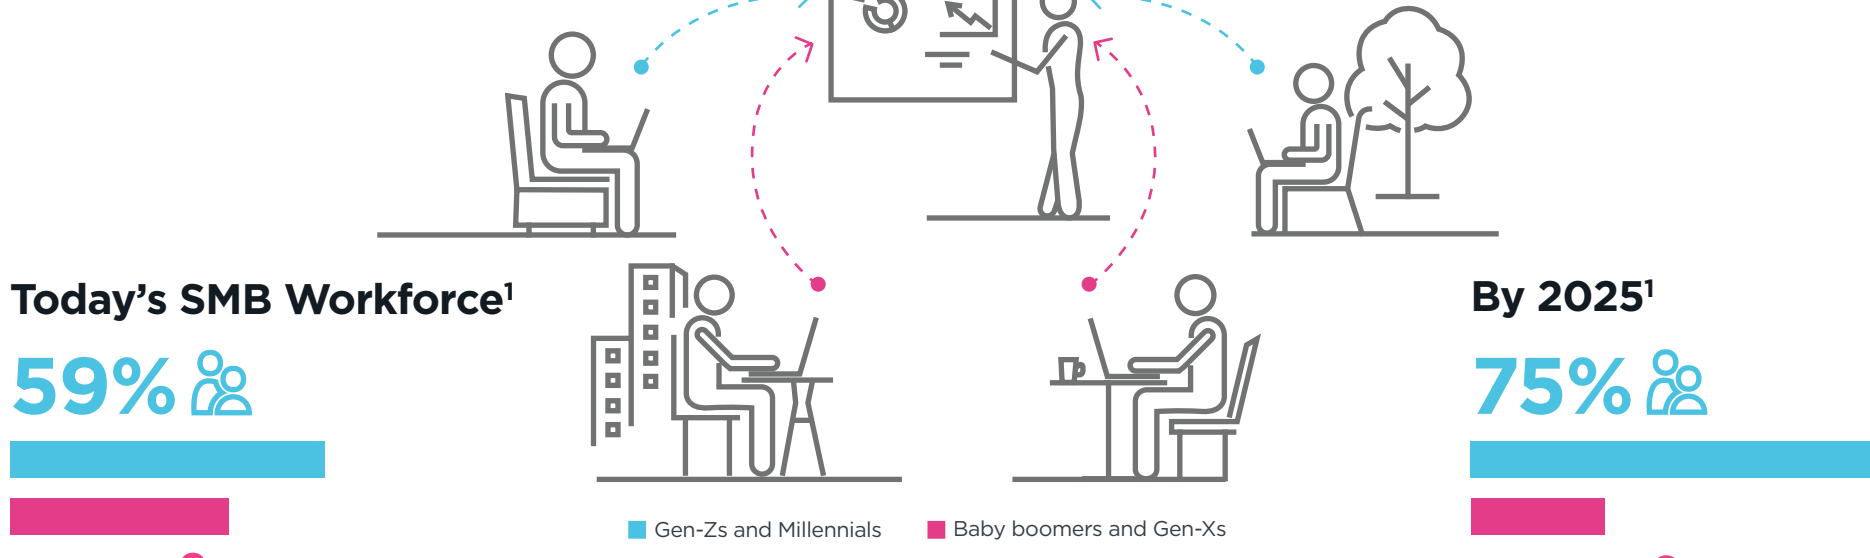 Today's SMB Workforce¹
59%
By 2025¹
75%
Gen-Zs and Millennials
Baby boomers and Gen-Xs